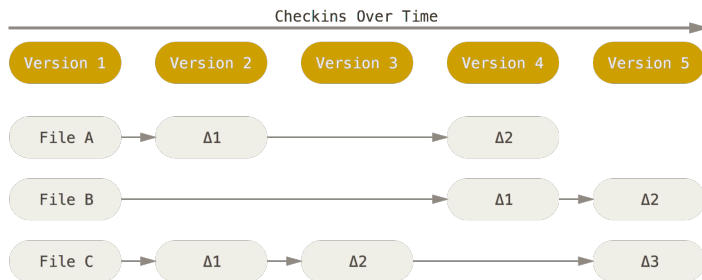 Checkins Over Time
Version 1 Version 2 Version 3 Version 4 Version 5
File A Δ1 Δ2
File B Δ1 Δ2
File C Δ1 Δ2 Δ3